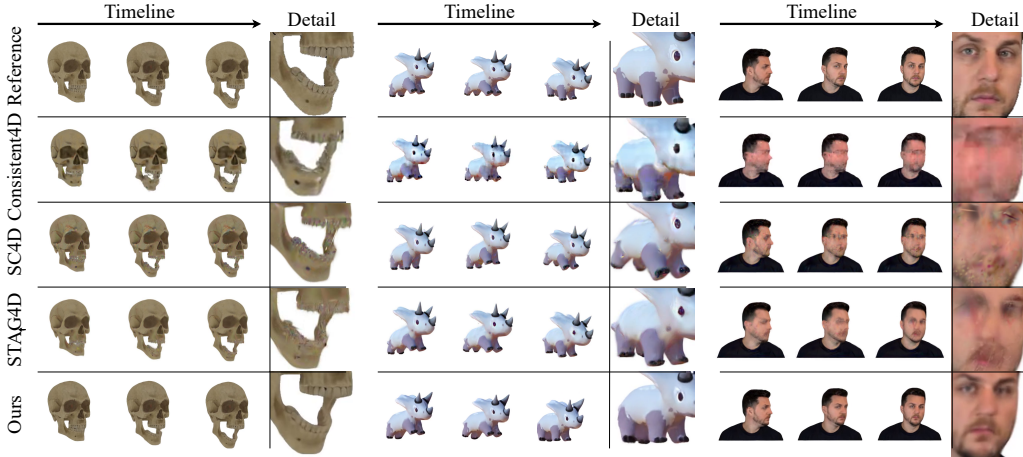 Timeline
Detail
Timeline
Detail
Timeline
Detail
Reference
Consistent4D
SC4D
STAG4D
Ours